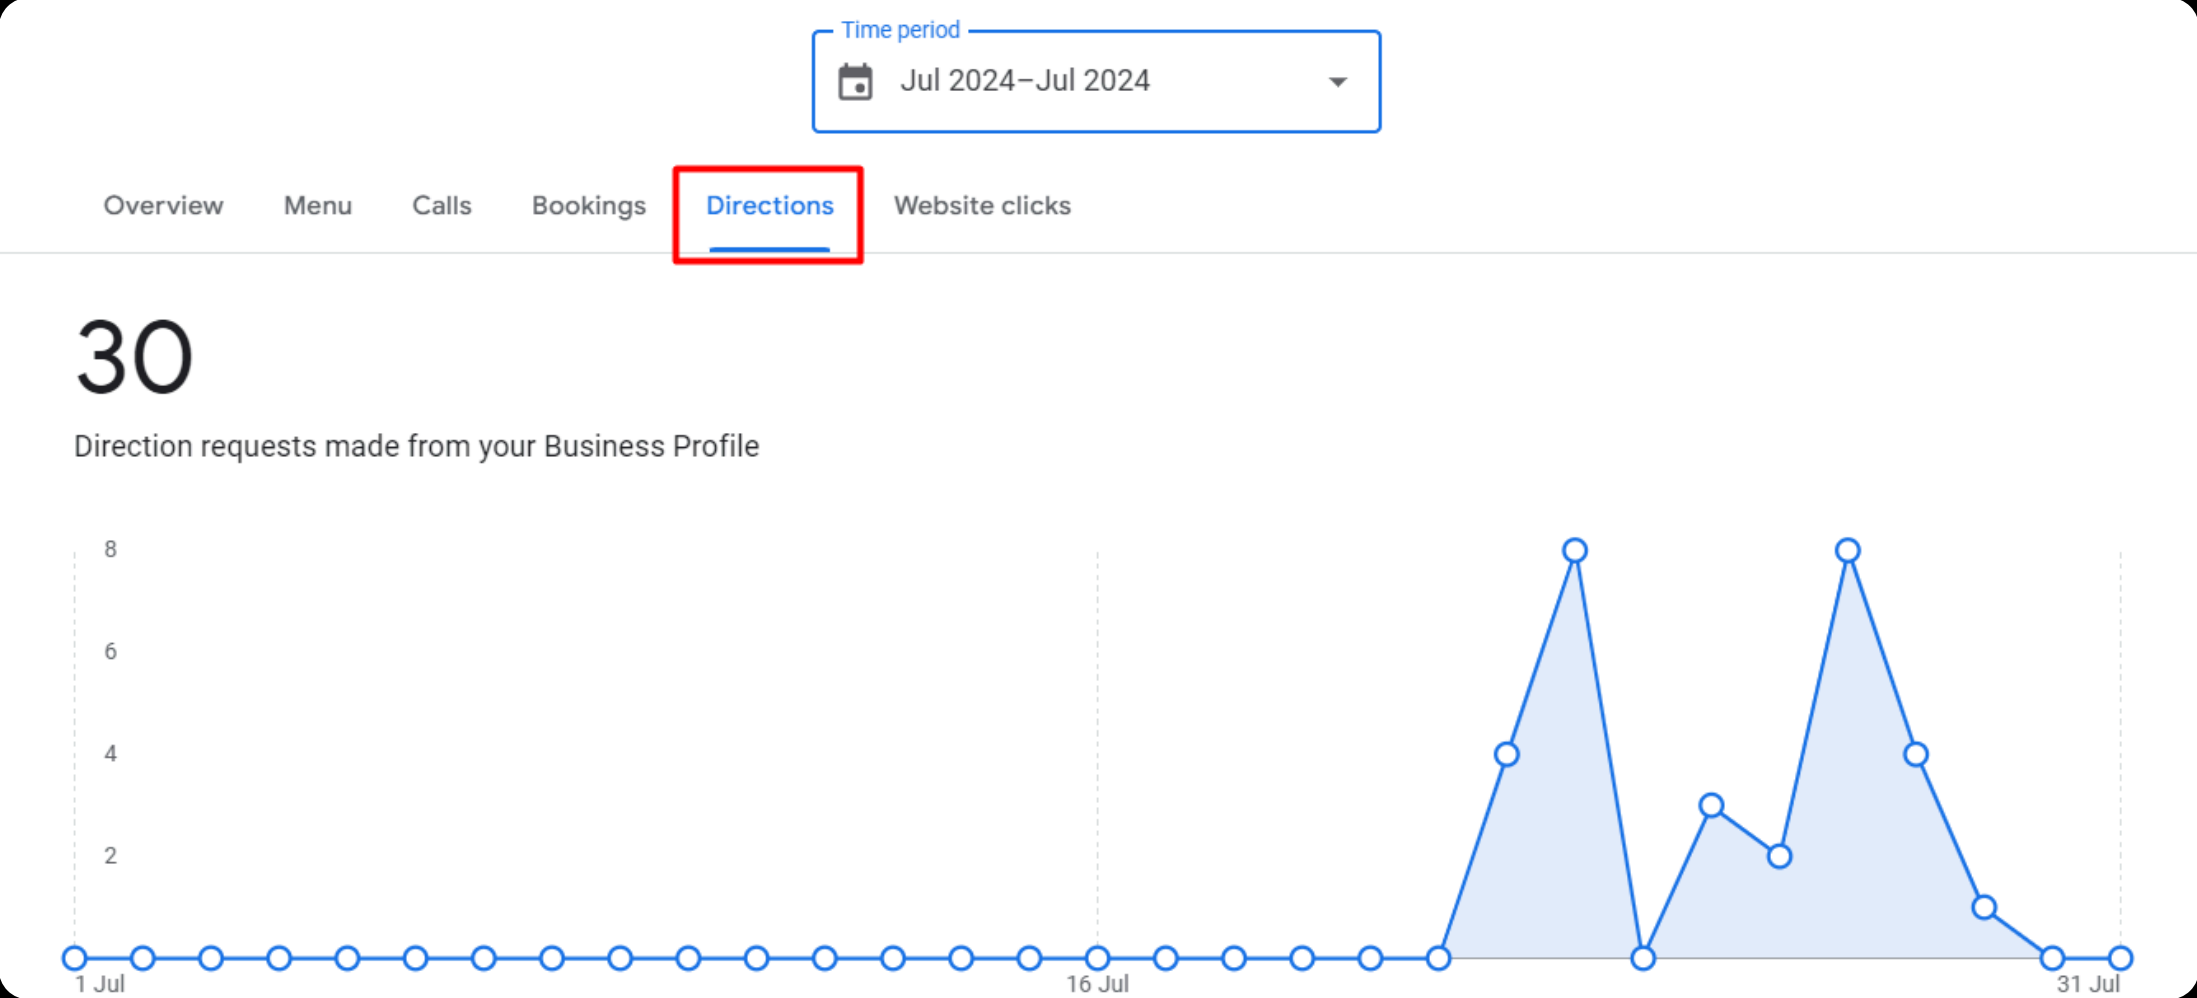 Time period
Jul 2024–Jul 2024
Overview Menu Calls Bookings Directions Website clicks
30
Direction requests made from your Business Profile
8
6
4
2
1 Jul 16 Jul 31 Jul